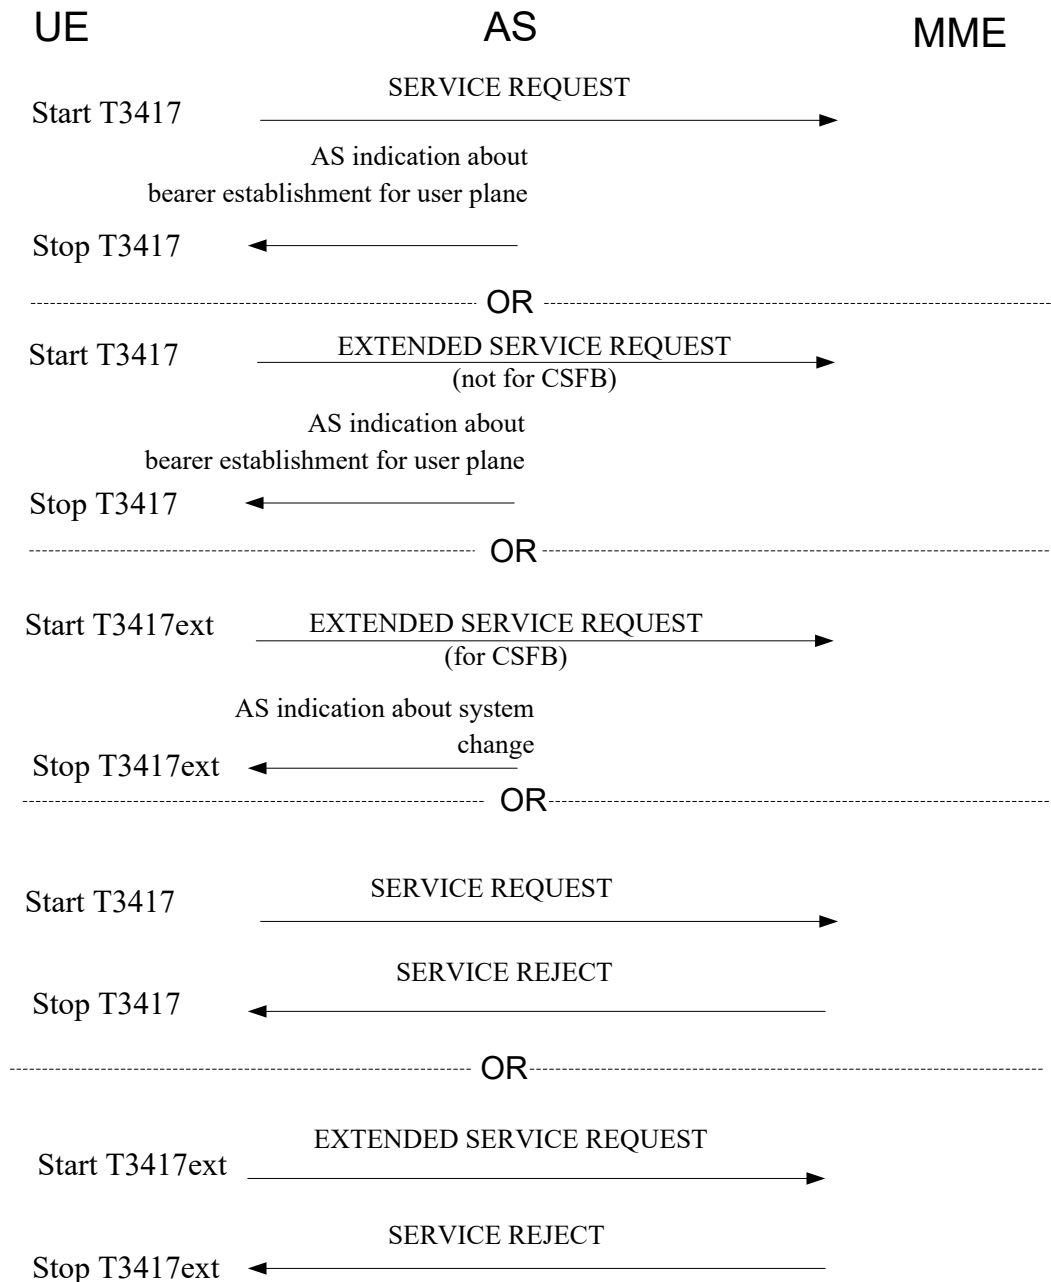 UE AS MME
SERVICE REQUEST
Start T3417
AS indication about
bearer establishment for user plane
Stop T3417
OR
EXTENDED SERVICE REQUEST
Start T3417
(not for CSFB)
AS indication about
bearer establishment for user plane
Stop T3417
OR
Start T3417ext EXTENDED SERVICE REQUEST
(for CSFB)
AS indication about system
change
Stop T3417ext
OR
SERVICE REQUEST
Start T3417
SERVICE REJECT
Stop T3417
OR
EXTENDED SERVICE REQUEST
Start T3417ext
SERVICE REJECT
Stop T3417ext